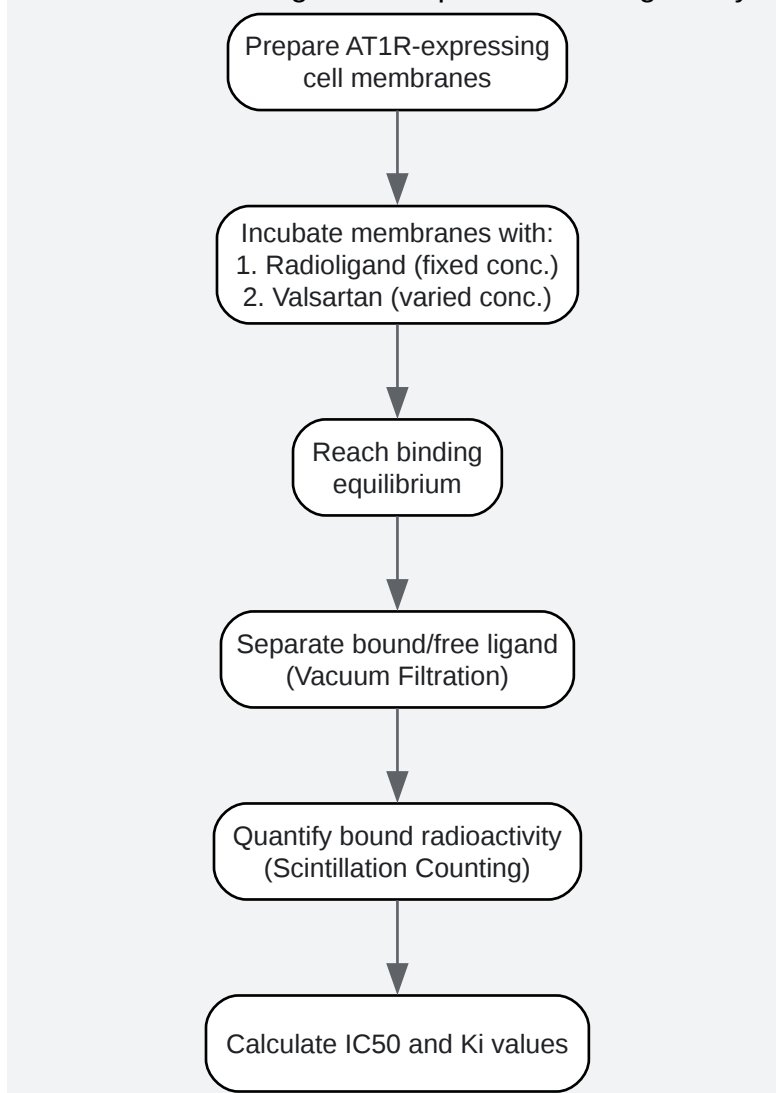 Prepare AT1R-expressing
cell membranes
Incubate membranes with:
1. Radioligand (fixed conc.)
2. Valsartan (varied conc.)
Reach binding
equilibrium
Separate bound/free ligand
(Vacuum Filtration)
Quantify bound radioactivity
(Scintillation Counting)
Calculate IC50 and Ki values